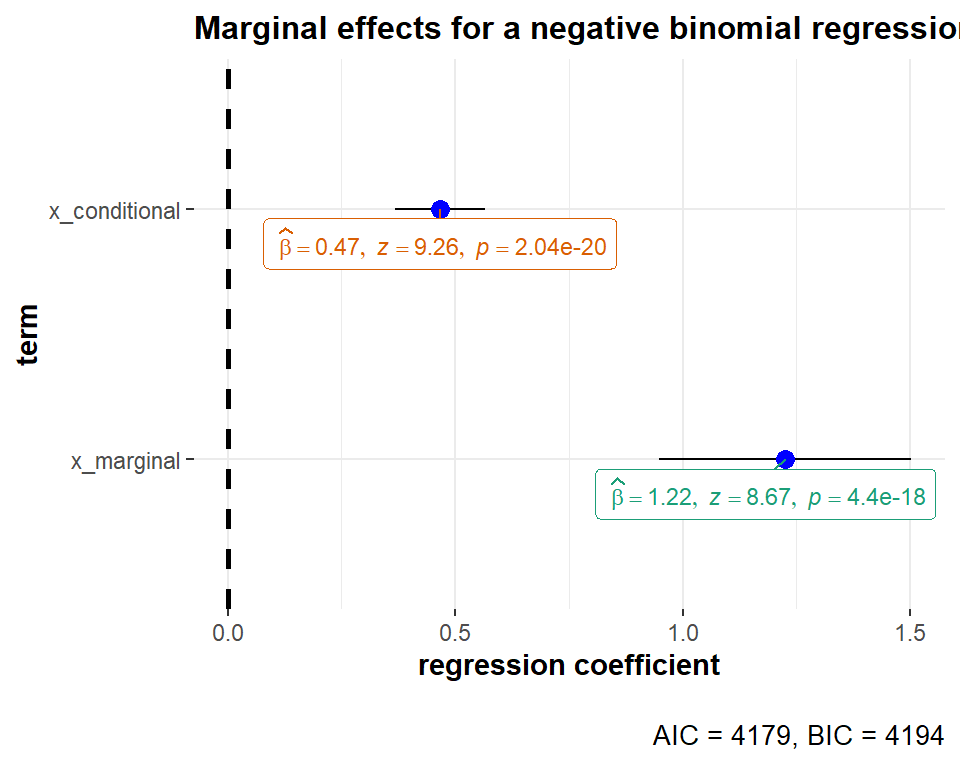 Marginal effects for a negative binomial regression
x_conditional
β̂ = 0.47, z = 9.26, p = 2.04e-20
term
x_marginal
β̂ = 1.22, z = 8.67, p = 4.4e-18
0.0 0.5 1.0 1.5
regression coefficient
AIC = 4179, BIC = 4194